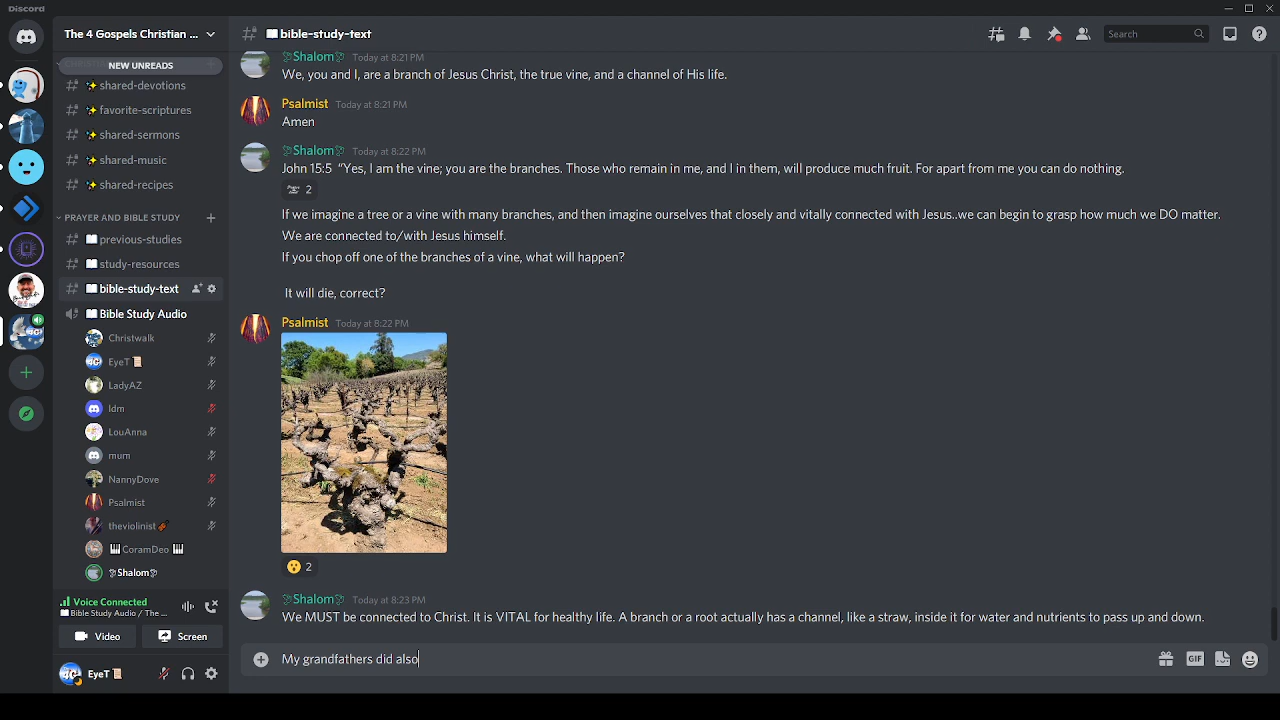 Discord
The 4 Gospels Christian ...
NEW UNREADS
shared-devotions
favorite-scriptures
shared-sermons
shared-music
shared-recipes
PRAYER AND BIBLE STUDY
previous-studies
study-resources
bible-study-text
Bible Study Audio
Christwalk
EyeT
LadyAZ
ldm
LouAnna
mum
NannyDove
Psalmist
theviolinist
CoramDeo
Shalom
Voice Connected
Bible Study Audio / The ...
Video
Screen
EyeT
bible-study-text
Search
Shalom Today at 8:21 PM
We, you and I, are a branch of Jesus Christ, the true vine, and a channel of His life.
Psalmist Today at 8:21 PM
Amen
Shalom Today at 8:22 PM
John 15:5 “Yes, I am the vine; you are the branches. Those who remain in me, and I in them, will produce much fruit. For apart from me you can do nothing.
2
If we imagine a tree or a vine with many branches, and then imagine ourselves that closely and vitally connected with Jesus..we can begin to grasp how much we DO matter.
We are connected to/with Jesus himself.
If you chop off one of the branches of a vine, what will happen?
It will die, correct?
Psalmist Today at 8:22 PM
2
Shalom Today at 8:23 PM
We MUST be connected to Christ. It is VITAL for healthy life. A branch or a root actually has a channel, like a straw, inside it for water and nutrients to pass up and down.
My grandfathers did also
GIF